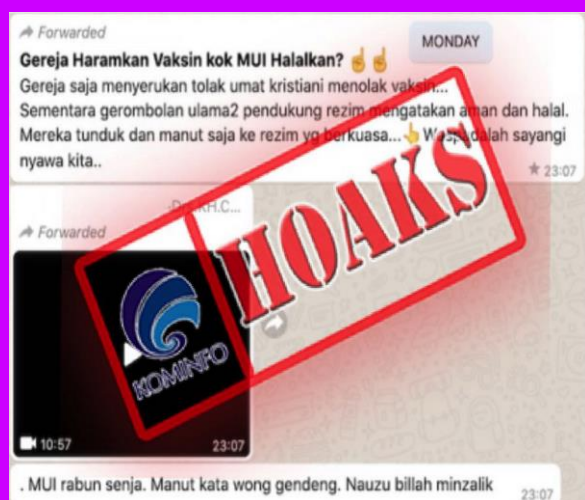 Forwarded
MONDAY
Gereja Haramkan Vaksin kok MUI Halalkan? ☝️☝️
Gereja saja menyerukan tolak umat kristiani menolak vaksin...
Sementara gerombolan ulama2 pendukung rezim mengatakan aman dan halal.
Mereka tunduk dan manut saja ke rezim yg berkuasa...👆 Waspadalah sayangi
nyawa kita..
23:07
KH.C...
Forwarded
HOAKS
KOMINFO
10:57
23:07
. MUI rabun senja. Manut kata wong gendeng. Nauzu billah minzalik
23:07